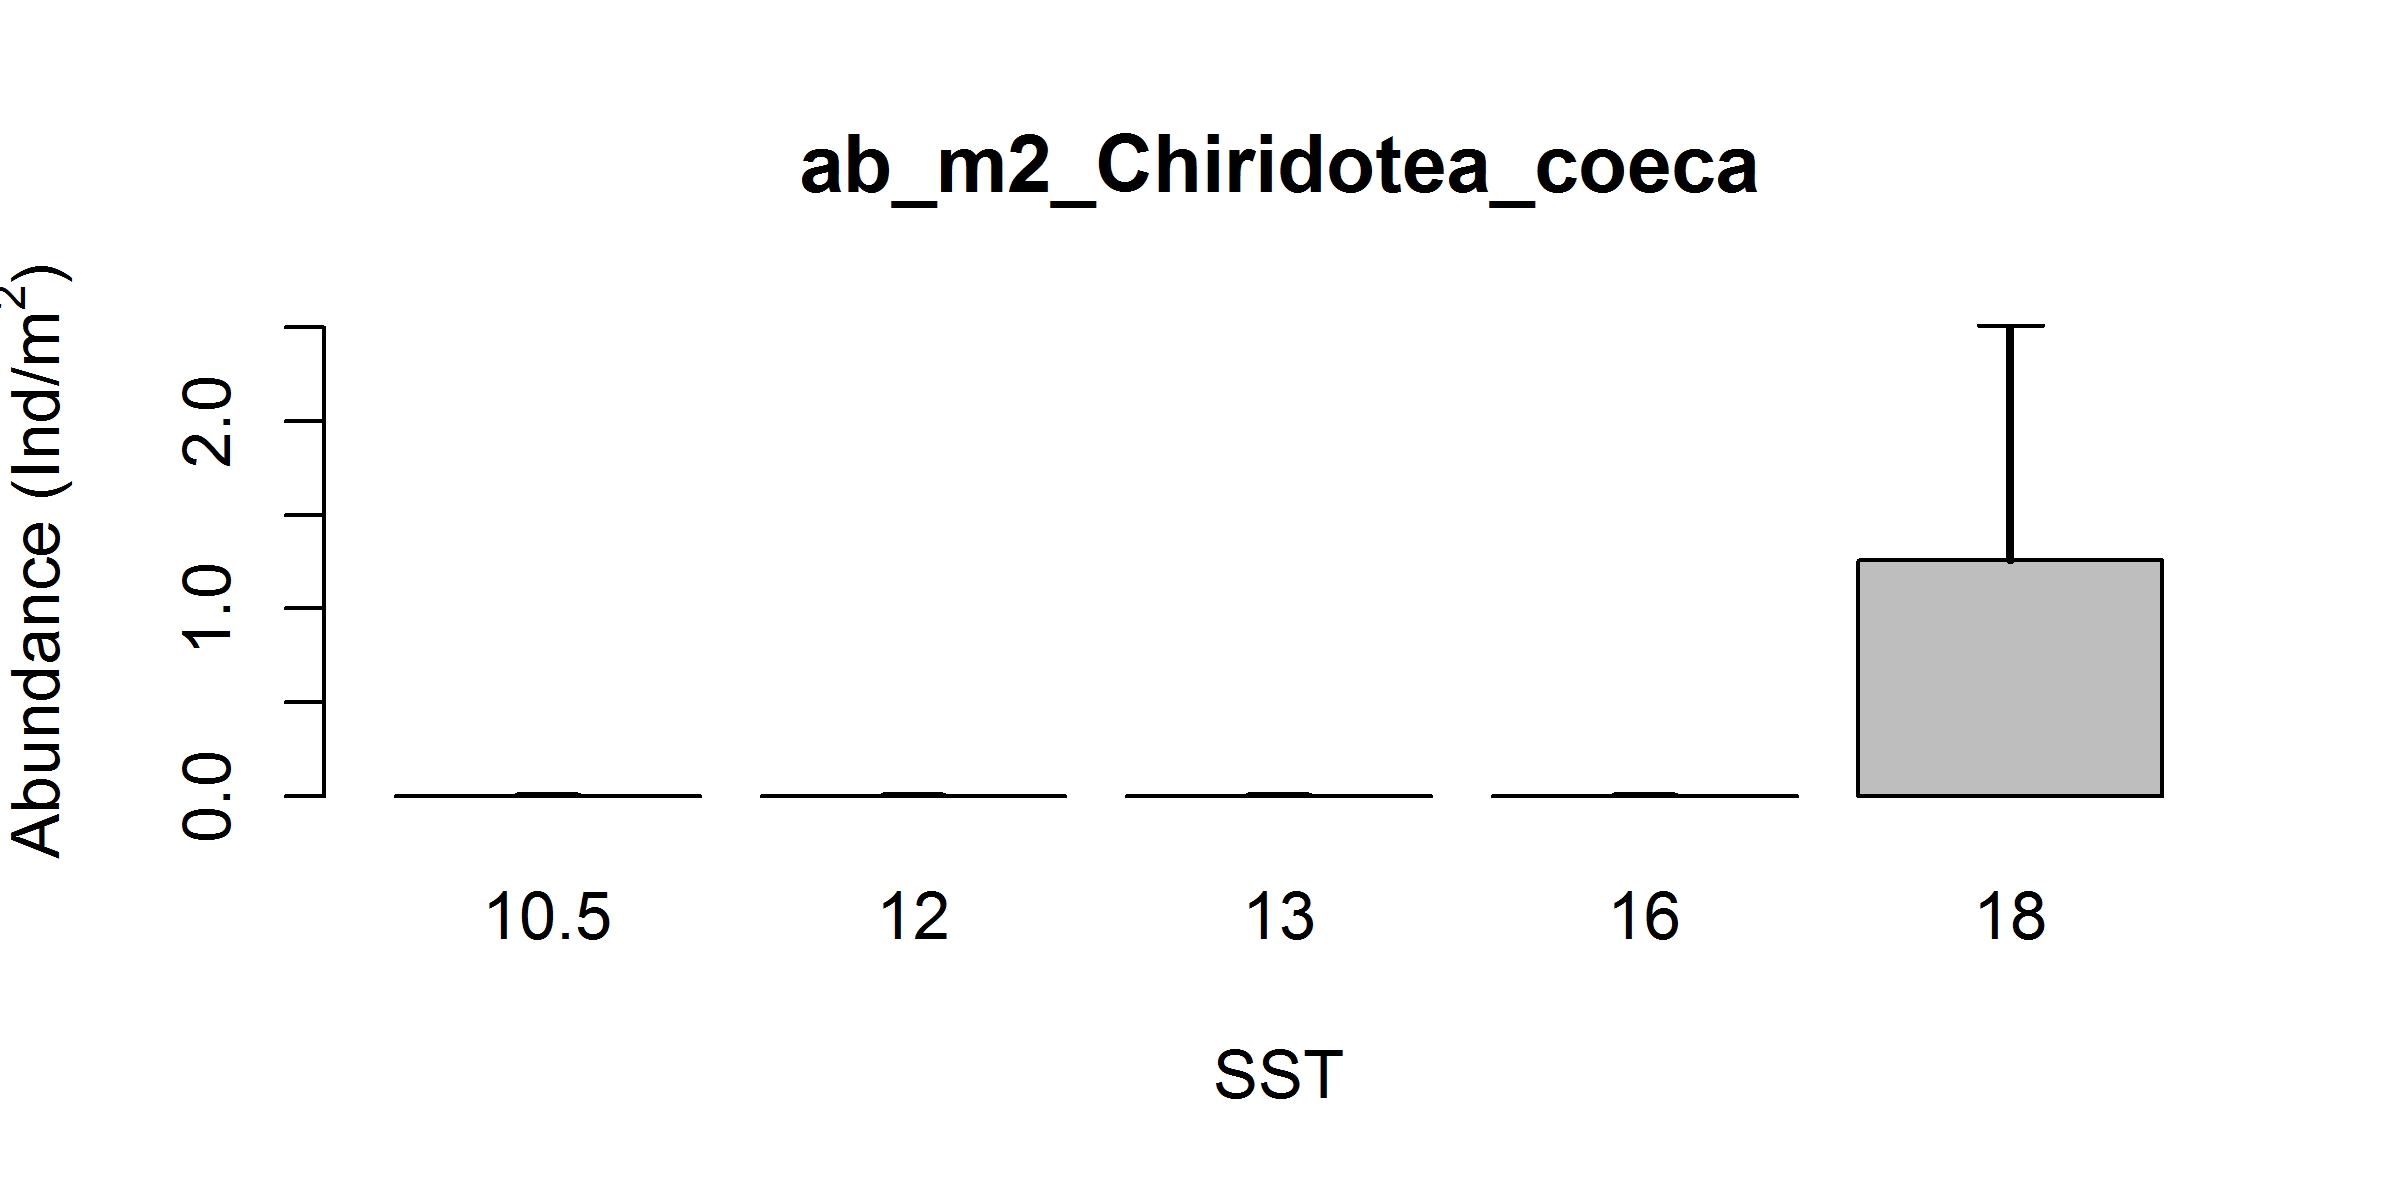 ab_m2_Chiridotea_coeca
Abundance (Ind/m²)
2.0
1.0
0.0
10.5 12 13 16 18
SST